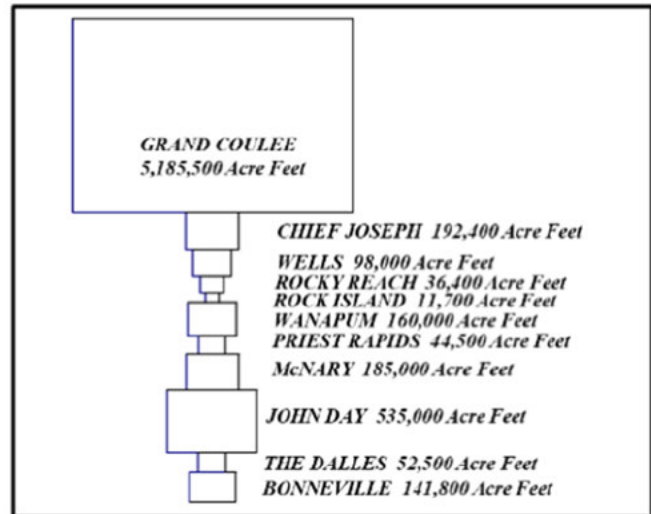 GRAND COULEE
5,185,500 Acre Feet
CHIEF JOSEPH 192,400 Acre Feet
WELLS 98,000 Acre Feet
ROCKY REACH 36,400 Acre Feet
ROCK ISLAND 11,700 Acre Feet
WANAPUM 160,000 Acre Feet
PRIEST RAPIDS 44,500 Acre Feet
McNARY 185,000 Acre Feet
JOHN DAY 535,000 Acre Feet
THE DALLES 52,500 Acre Feet
BONNEVILLE 141,800 Acre Feet